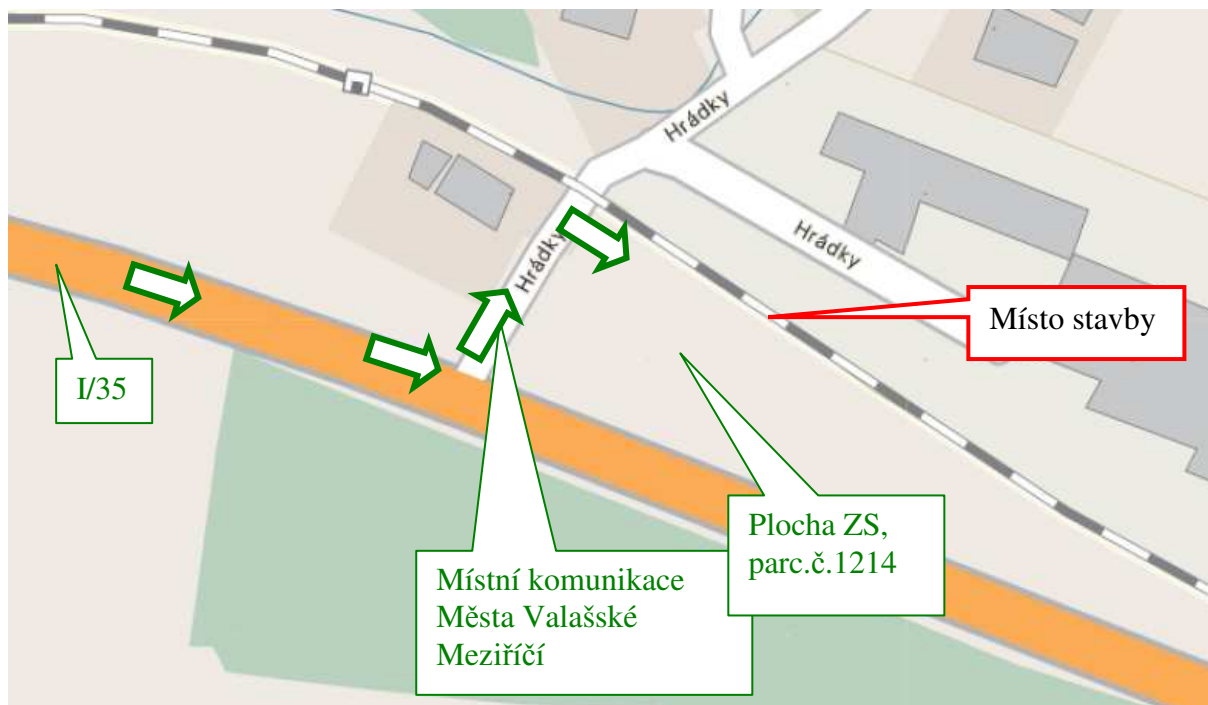 Hrádky
Hrádky
Hrádky
Místo stavby
I/35
Plocha ZS,
parc.č.1214
Místní komunikace
Města Valašské
Meziříčí